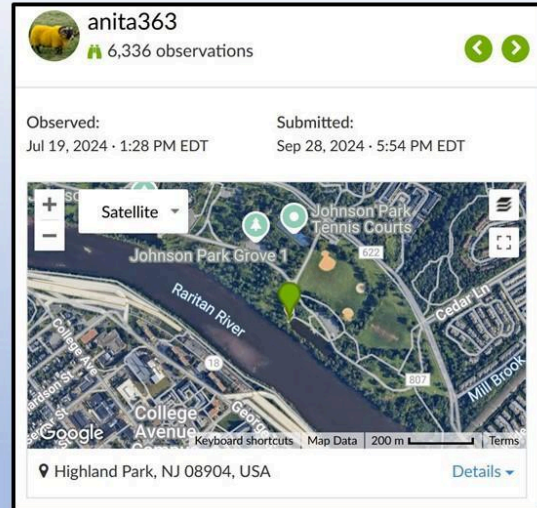 anita363
6,336 observations
Observed:
Submitted:
Jul 19, 2024 · 1:28 PM EDT
Sep 28, 2024 · 5:54 PM EDT
+
Satellite
−
Johnson Park
Tennis Courts
Johnson Park Grove 1
622
Cedar Ln
Raritan River
18
807
Mill Brook
College Ave
College
Avenue
George
Google
Keyboard shortcuts
Map Data
200 m
Terms
Highland Park, NJ 08904, USA
Details